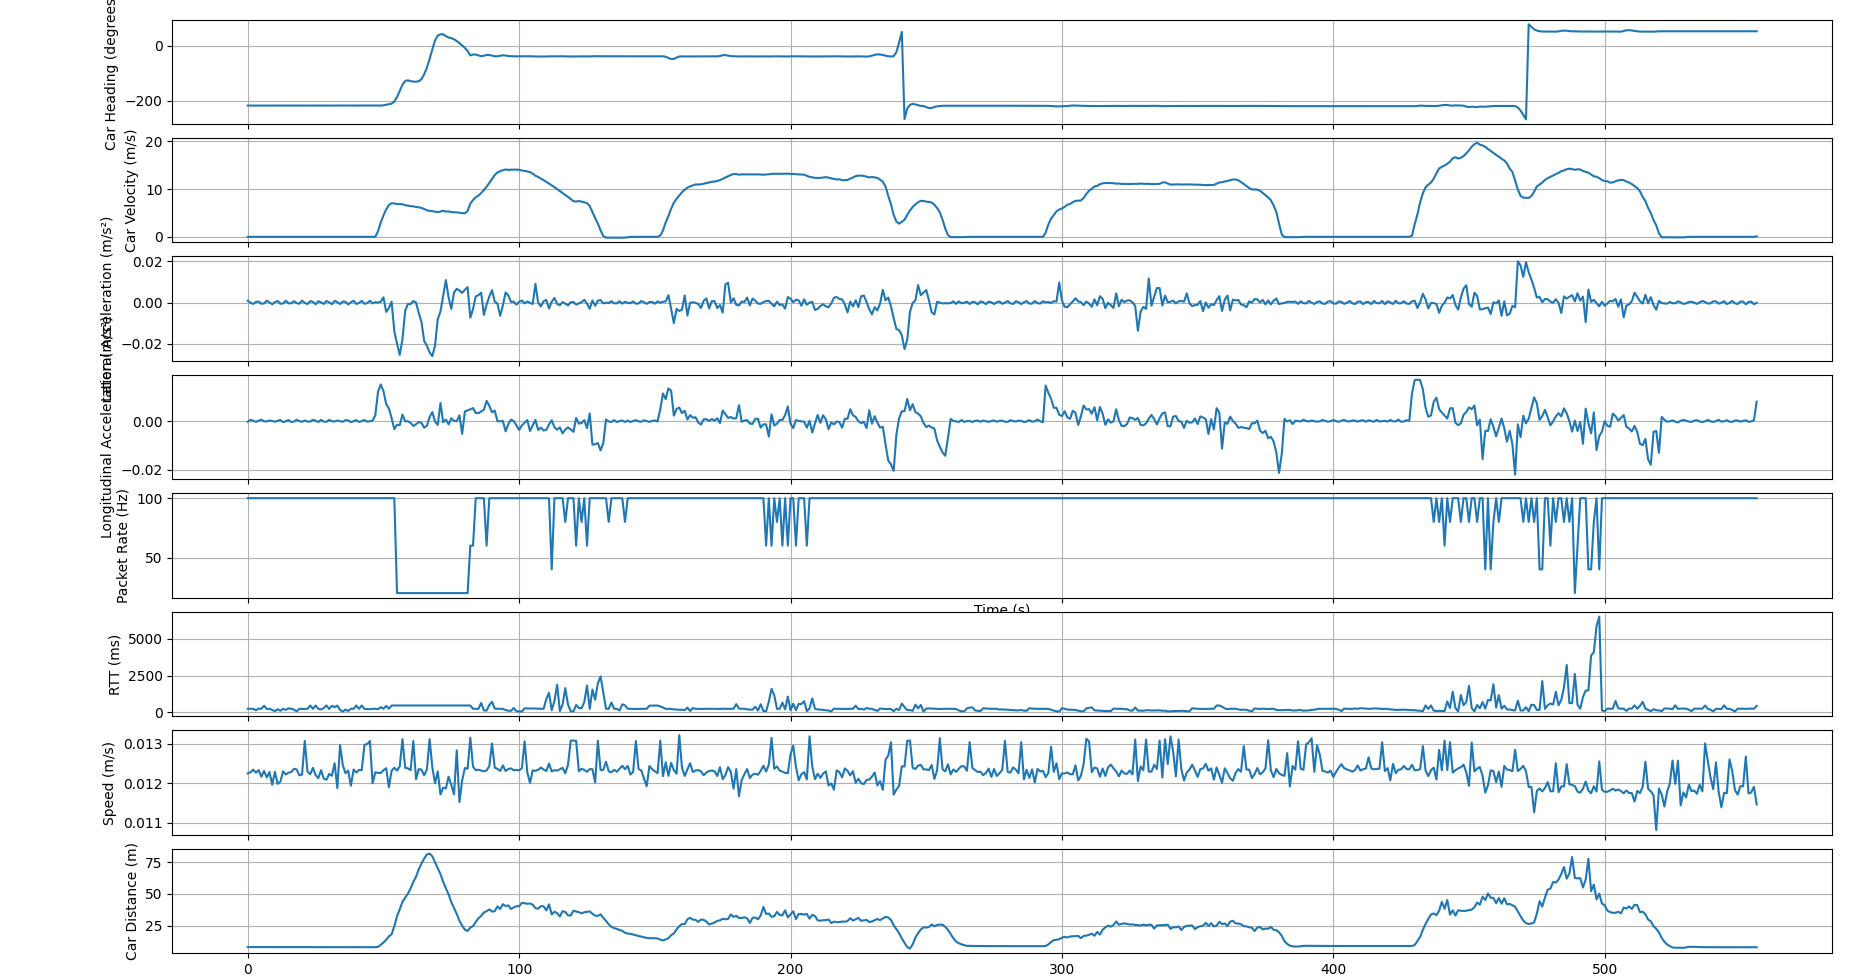 Car Heading (degrees
0
−200
Car Velocity (m/s)
20
10
0
Lateral Acceleration (m/s²)
0.02
0.00
−0.02
Longitudinal Acceleration (m/s²)
0.00
−0.02
Packet Rate (Hz)
100
50
Time (s)
RTT (ms)
5000
2500
0
Speed (m/s)
0.013
0.012
0.011
Car Distance (m)
75
50
25
0 100 200 300 400 500